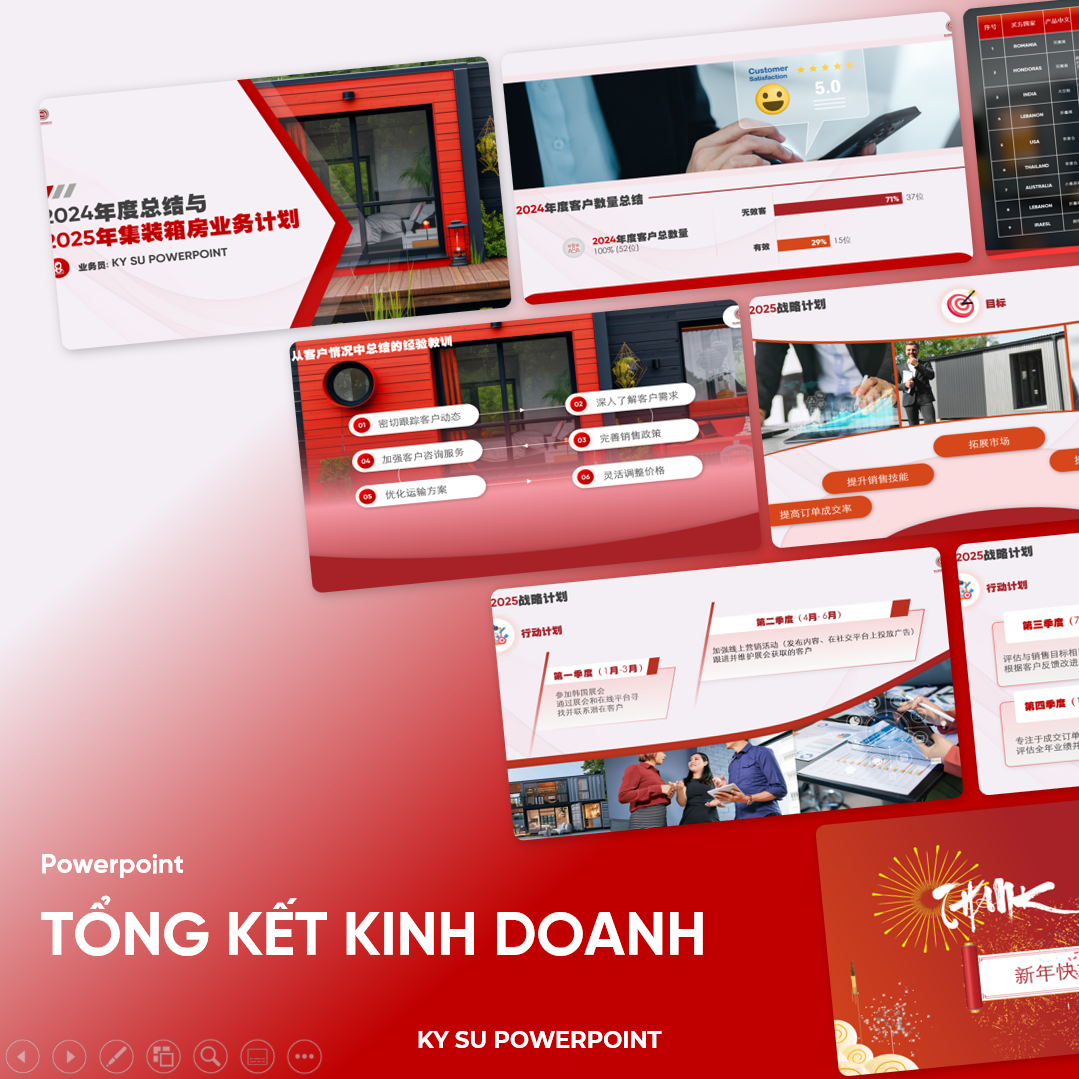 2024年度总结与
2025年集装箱房业务计划
业务员: KY SU POWERPOINT
Customer
Satisfaction
5.0
2024年度客户数量总结
2024年度客户总数量
100% (52位)
无效客
71%
37位
有效
29%
15位
序号
买方国家
产品中文
1
ROMANIA
2
HONDORAS
3
INDIA
4
LEBANON
5
USA
6
THAILAND
7
AUSTRALIA
8
LEBANON
9
IRAESL
从客户情况中总结的经验教训
01 密切跟踪客户动态
02 深入了解客户需求
04 加强客户咨询服务
03 完善销售政策
05 优化运输方案
06 灵活调整价格
2025战略计划
目标
拓展市场
提升销售技能
提高订单成交率
2025战略计划
行动计划
第一季度（1月-3月）
参加韩国展会
通过展会和在线平台寻
找并联系潜在客户
第二季度（4月-6月）
加强线上营销活动（发布内容、在社交平台上投放广告）
跟进并维护展会获取的客户
2025战略计划
行动计划
第三季度（7
评估与销售目标相
根据客户反馈改进
第四季度（1
专注于成交订单
评估全年业绩并
THANK
新年快
Powerpoint
TỔNG KẾT KINH DOANH
KY SU POWERPOINT